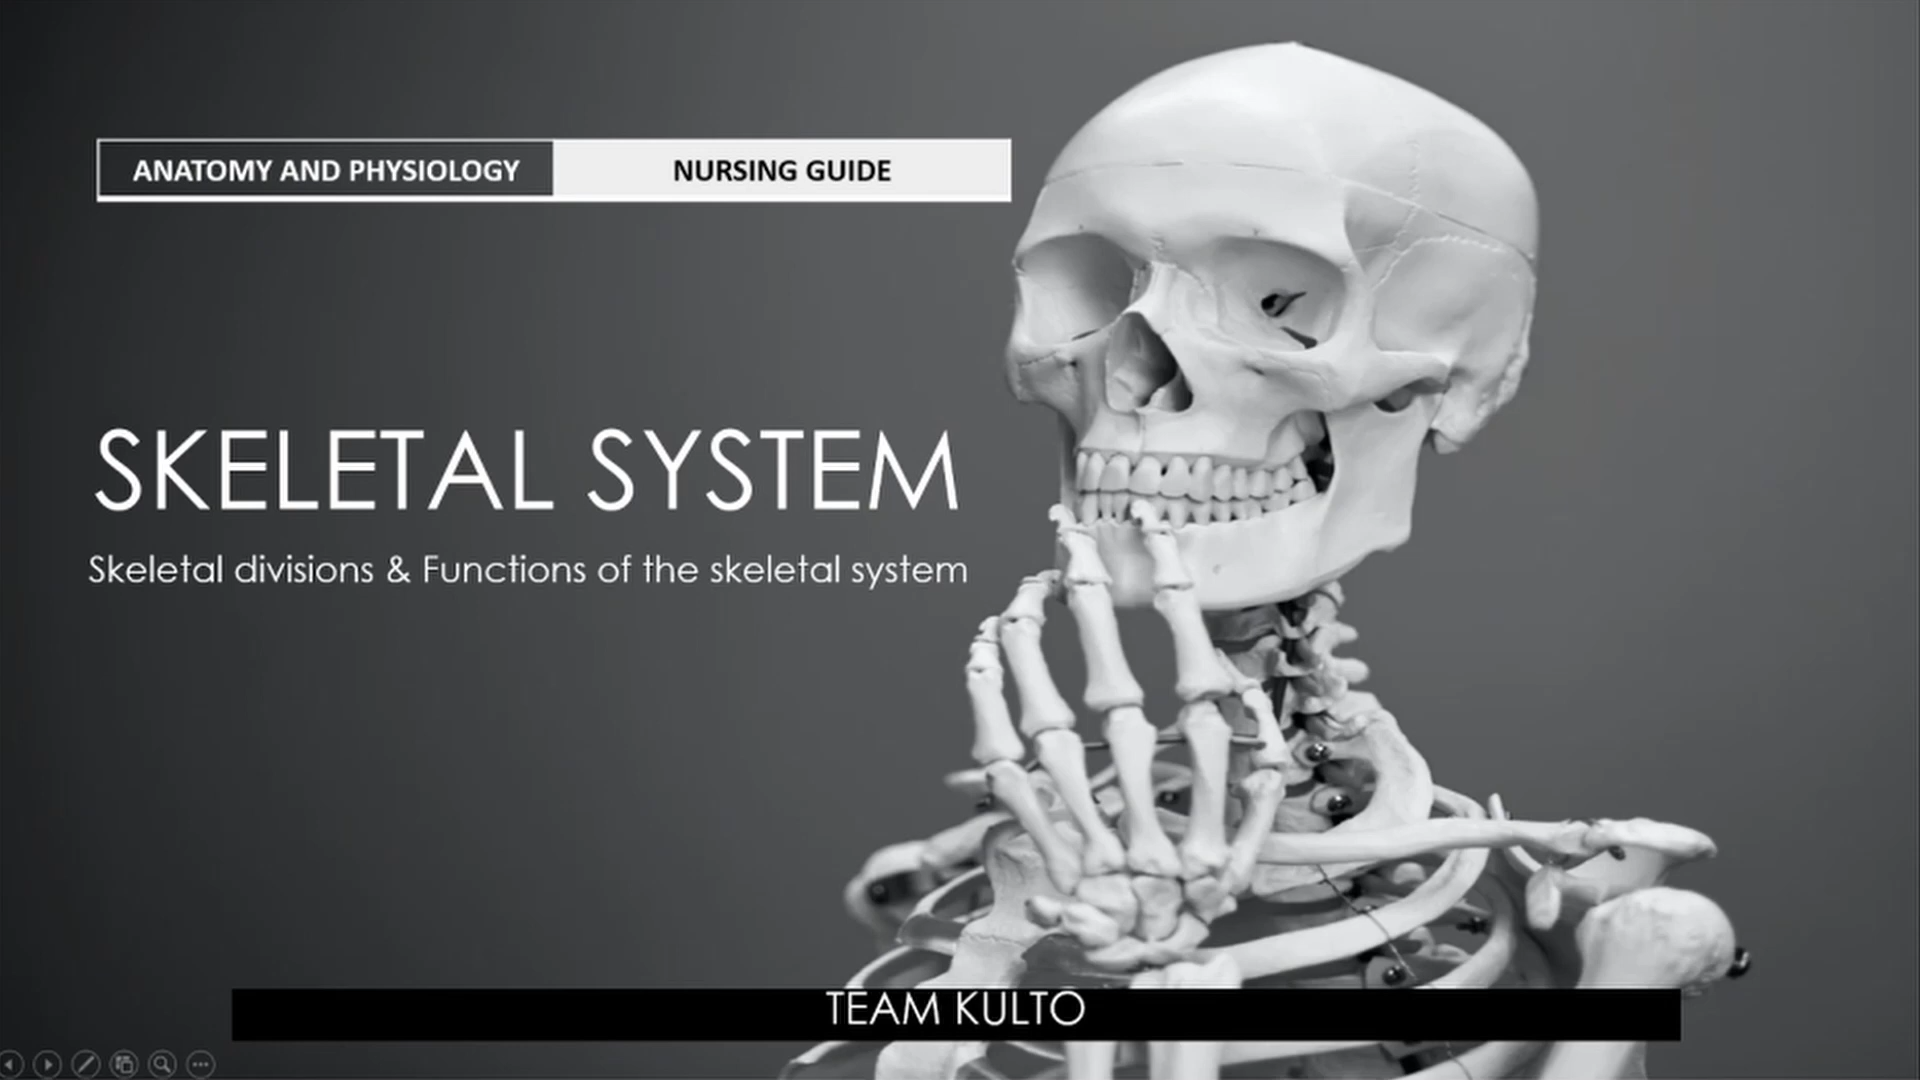 ANATOMY AND PHYSIOLOGY
NURSING GUIDE
SKELETAL SYSTEM
Skeletal divisions & Functions of the skeletal system
TEAM KULTO